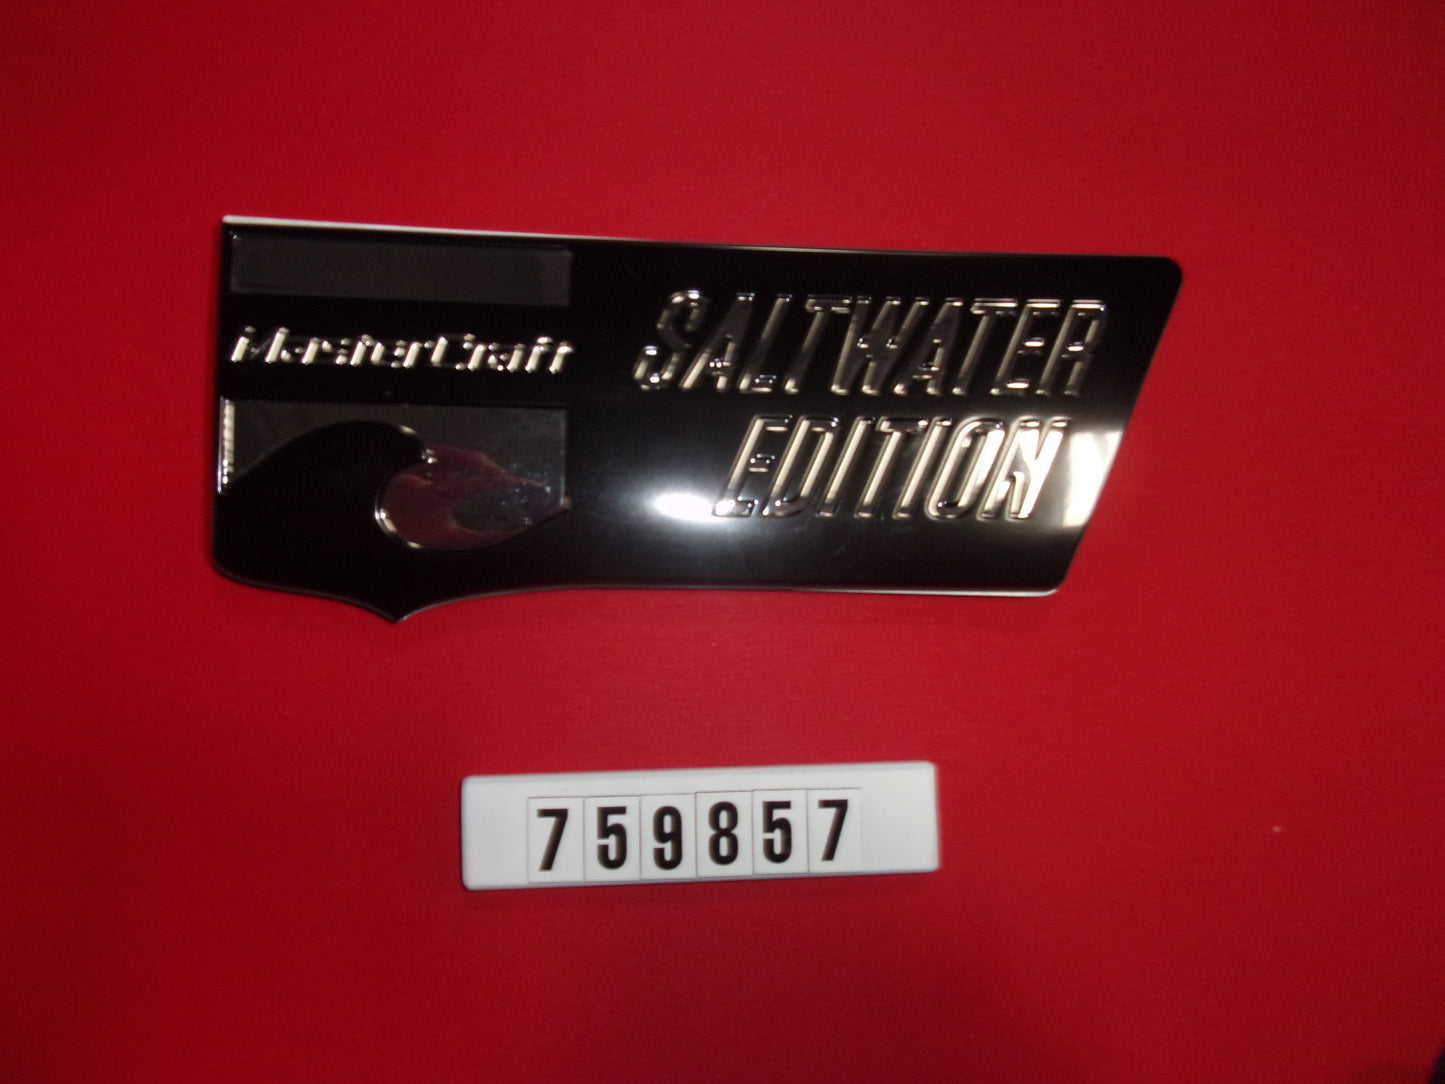 MasterCraft
SALTWATER
EDITION
759857